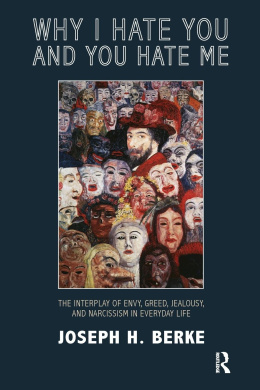 WHY I HATE YOU
AND YOU HATE ME
THE INTERPLAY OF ENVY, GREED, JEALOUSY,
AND NARCISSISM IN EVERYDAY LIFE
JOSEPH H. BERKE
R
ROUTLEDGE